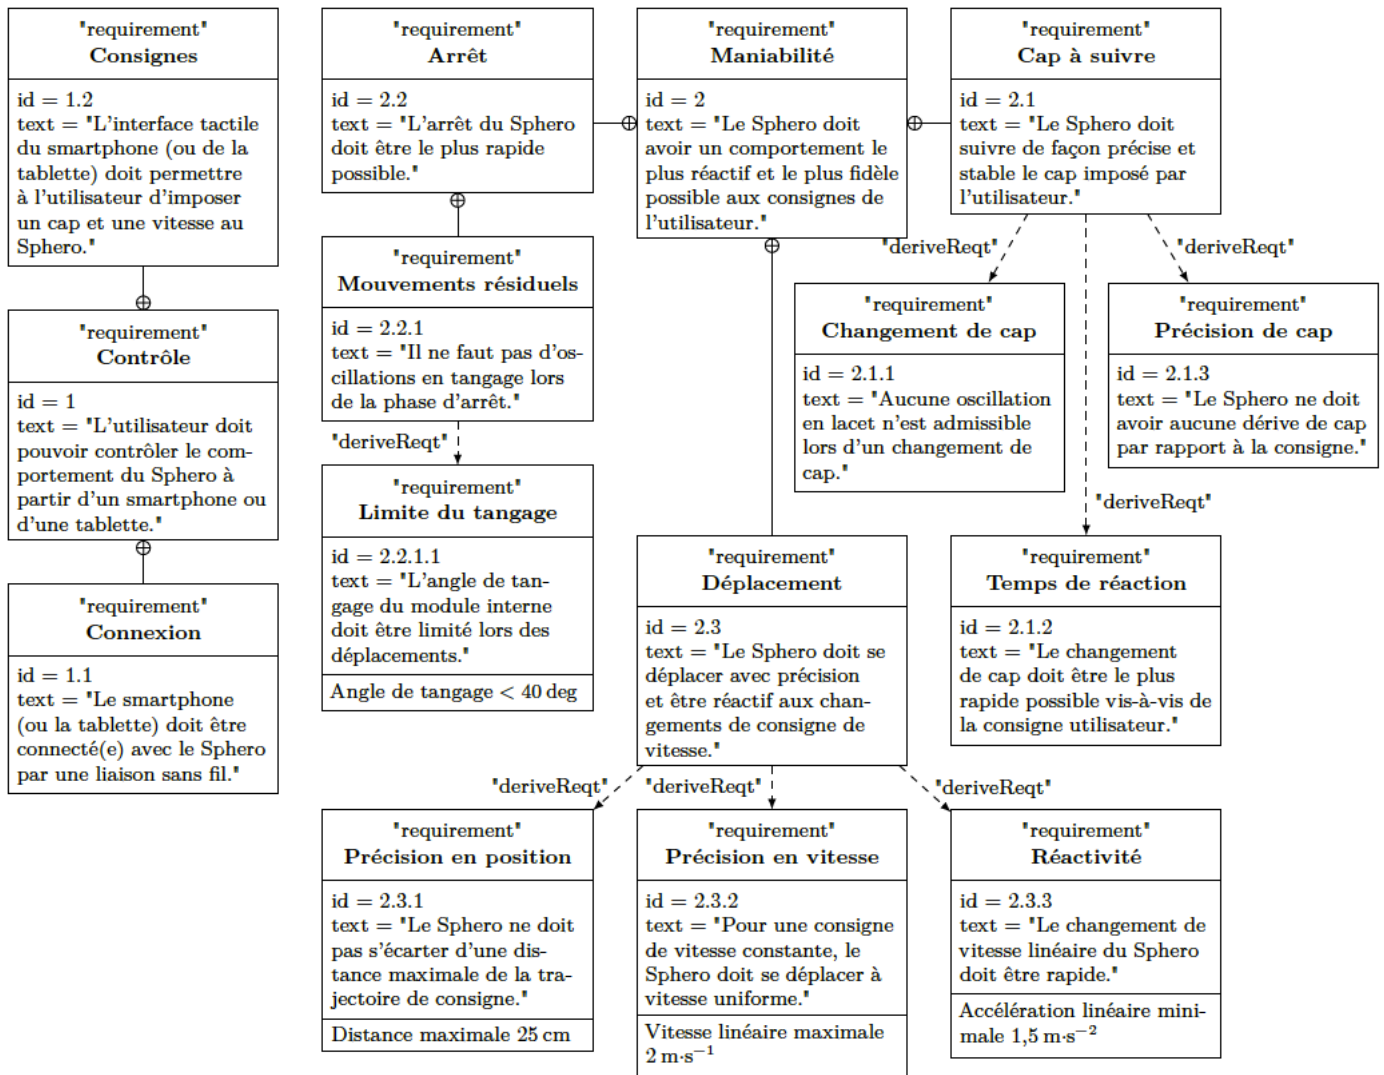 "requirement"
Consignes
id = 1.2
text = "L'interface tactile
du smartphone (ou de la
tablette) doit permettre
à l'utilisateur d'imposer
un cap et une vitesse au
Sphero."
"requirement"
Contrôle
id = 1
text = "L'utilisateur doit
pouvoir contrôler le com-
portement du Sphero à
partir d'un smartphone ou
d'une tablette."
"requirement"
Connexion
id = 1.1
text = "Le smartphone
(ou la tablette) doit être
connecté(e) avec le Sphero
par une liaison sans fil."
"requirement"
Arrêt
id = 2.2
text = "L'arrêt du Sphero
doit être le plus rapide
possible."
"requirement"
Mouvements résiduels
id = 2.2.1
text = "Il ne faut pas d'os-
cillations en tangage lors
de la phase d'arrêt."
"deriveReqt"
"requirement"
Limite du tangage
id = 2.2.1.1
text = "L'angle de tan-
gage du module interne
doit être limité lors des
déplacements."
Angle de tangage < 40 deg
"requirement"
Maniabilité
id = 2
text = "Le Sphero doit
avoir un comportement le
plus réactif et le plus fidèle
possible aux consignes de
l'utilisateur."
"requirement"
Cap à suivre
id = 2.1
text = "Le Sphero doit
suivre de façon précise et
stable le cap imposé par
l'utilisateur."
"deriveReqt"
"deriveReqt"
"requirement"
Changement de cap
id = 2.1.1
text = "Aucune oscillation
en lacet n'est admissible
lors d'un changement de
cap."
"requirement"
Précision de cap
id = 2.1.3
text = "Le Sphero ne doit
avoir aucune dérive de cap
par rapport à la consigne."
"deriveReqt"
"requirement"
Déplacement
id = 2.3
text = "Le Sphero doit se
déplacer avec précision
et être réactif aux chan-
gements de consigne de
vitesse."
"requirement"
Temps de réaction
id = 2.1.2
text = "Le changement
de cap doit être le plus
rapide possible vis-à-vis de
la consigne utilisateur."
"deriveReqt"
"deriveReqt"
"deriveReqt"
"requirement"
Précision en position
id = 2.3.1
text = "Le Sphero ne doit
pas s'écarter d'une dis-
tance maximale de la tra-
jectoire de consigne."
Distance maximale 25 cm
"requirement"
Précision en vitesse
id = 2.3.2
text = "Pour une consigne
de vitesse constante, le
Sphero doit se déplacer à
vitesse uniforme."
Vitesse linéaire maximale
2 m·s⁻¹
"requirement"
Réactivité
id = 2.3.3
text = "Le changement de
vitesse linéaire du Sphero
doit être rapide."
Accélération linéaire mini-
male 1,5 m·s⁻²